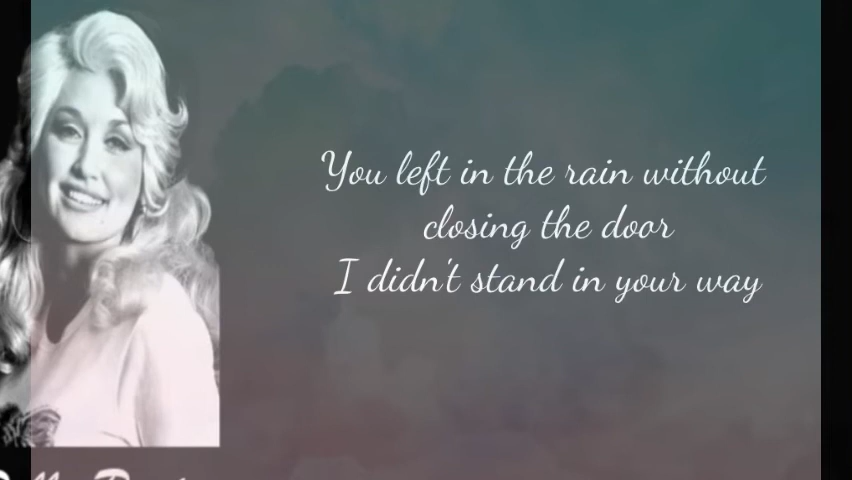 You left in the rain without
closing the door
I didn't stand in your way